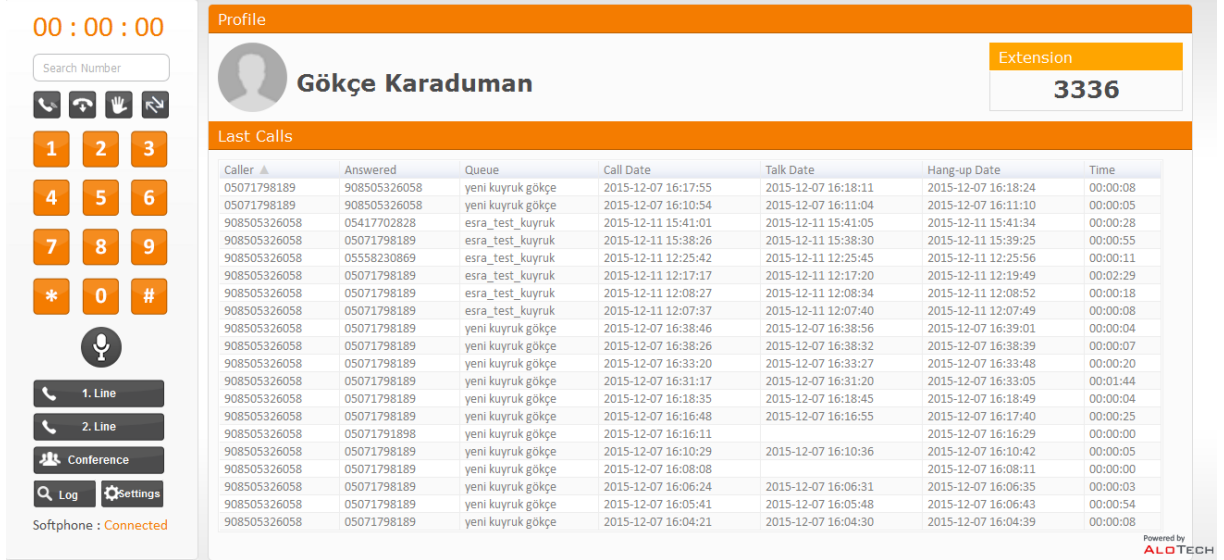 00 : 00 : 00
Search Number
1 2 3
4 5 6
7 8 9
* 0 #
1. Line
2. Line
Conference
Log Settings
Softphone : Connected
Profile
Gökçe Karaduman
Extension
3336
Last Calls
Caller Answered Queue Call Date Talk Date Hang-up Date Time
05071798189 908505326058 yeni kuyruk gökçe 2015-12-07 16:17:55 2015-12-07 16:18:11 2015-12-07 16:18:24 00:00:08
05071798189 908505326058 yeni kuyruk gökçe 2015-12-07 16:10:54 2015-12-07 16:11:04 2015-12-07 16:11:10 00:00:05
908505326058 05417702828 esra_test_kuyruk 2015-12-11 15:41:01 2015-12-11 15:41:05 2015-12-11 15:41:34 00:00:28
908505326058 05071798189 esra_test_kuyruk 2015-12-11 15:38:26 2015-12-11 15:38:30 2015-12-11 15:39:25 00:00:55
908505326058 05558230869 esra_test_kuyruk 2015-12-11 12:25:42 2015-12-11 12:25:45 2015-12-11 12:25:56 00:00:11
908505326058 05071798189 esra_test_kuyruk 2015-12-11 12:17:17 2015-12-11 12:17:20 2015-12-11 12:19:49 00:02:29
908505326058 05071798189 esra_test_kuyruk 2015-12-11 12:08:27 2015-12-11 12:08:34 2015-12-11 12:08:52 00:00:18
908505326058 05071798189 esra_test_kuyruk 2015-12-11 12:07:37 2015-12-11 12:07:40 2015-12-11 12:07:49 00:00:08
908505326058 05071798189 yeni kuyruk gökçe 2015-12-07 16:38:46 2015-12-07 16:38:56 2015-12-07 16:39:01 00:00:04
908505326058 05071798189 yeni kuyruk gökçe 2015-12-07 16:38:26 2015-12-07 16:38:32 2015-12-07 16:38:39 00:00:07
908505326058 05071798189 yeni kuyruk gökçe 2015-12-07 16:33:20 2015-12-07 16:33:27 2015-12-07 16:33:48 00:00:20
908505326058 05071798189 yeni kuyruk gökçe 2015-12-07 16:31:17 2015-12-07 16:31:20 2015-12-07 16:33:05 00:01:44
908505326058 05071798189 yeni kuyruk gökçe 2015-12-07 16:18:35 2015-12-07 16:18:45 2015-12-07 16:18:49 00:00:04
908505326058 05071798189 yeni kuyruk gökçe 2015-12-07 16:16:48 2015-12-07 16:16:55 2015-12-07 16:17:40 00:00:25
908505326058 05071791898 yeni kuyruk gökçe 2015-12-07 16:16:11 2015-12-07 16:16:29 00:00:00
908505326058 05071798189 yeni kuyruk gökçe 2015-12-07 16:10:29 2015-12-07 16:10:36 2015-12-07 16:10:42 00:00:05
908505326058 05071798189 yeni kuyruk gökçe 2015-12-07 16:08:08 2015-12-07 16:08:11 00:00:00
908505326058 05071798189 yeni kuyruk gökçe 2015-12-07 16:06:24 2015-12-07 16:06:31 2015-12-07 16:06:35 00:00:03
908505326058 05071798189 yeni kuyruk gökçe 2015-12-07 16:05:41 2015-12-07 16:05:48 2015-12-07 16:06:43 00:00:54
908505326058 05071798189 yeni kuyruk gökçe 2015-12-07 16:04:21 2015-12-07 16:04:30 2015-12-07 16:04:39 00:00:08
Powered by
ALOTECH